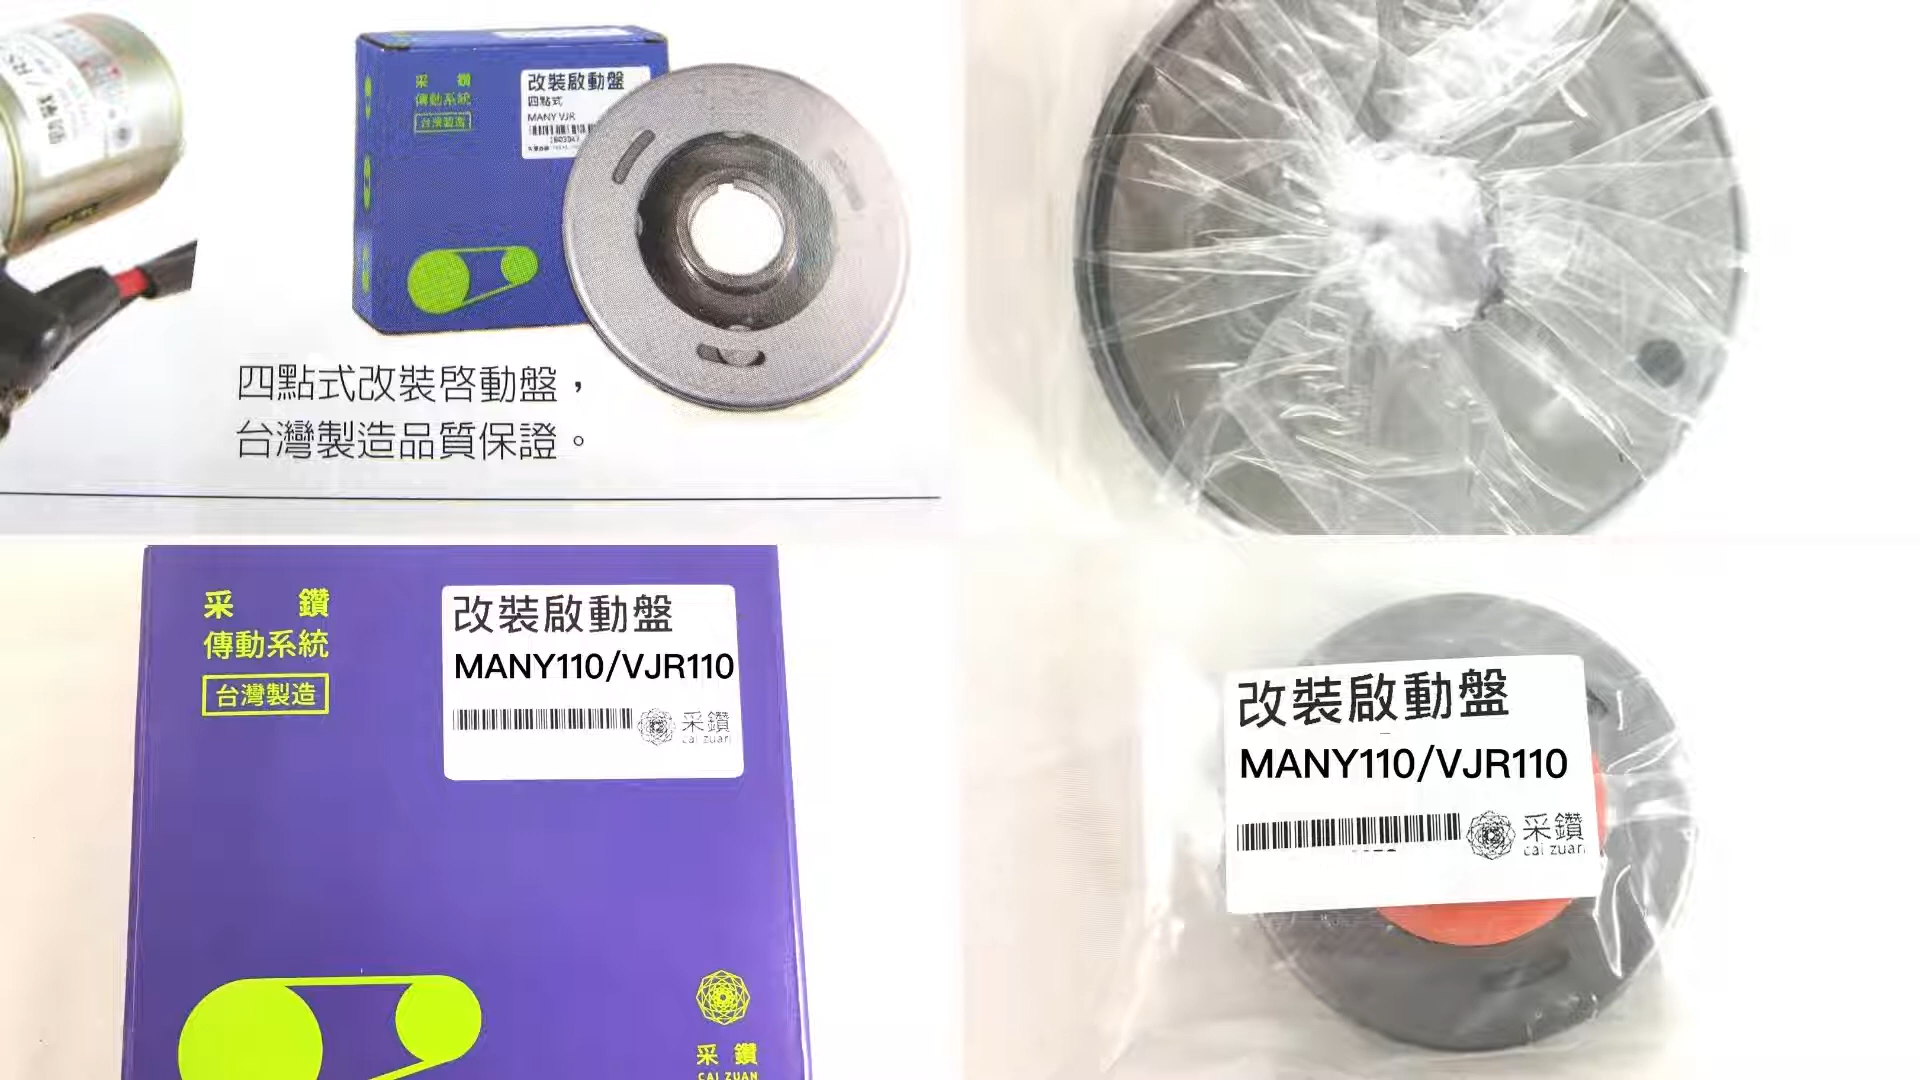 采 鑽
傳動系統
台灣製造
改裝啟動盤
四點式
MANY VJR
四點式改裝啓動盤，
台灣製造品質保證。
采 鑽
傳動系統
台灣製造
改裝啟動盤
MANY110/VJR110
采鑽
cai zuan
采 鑽
CAI ZUAN
改裝啟動盤
MANY110/VJR110
采鑽
cai zuan